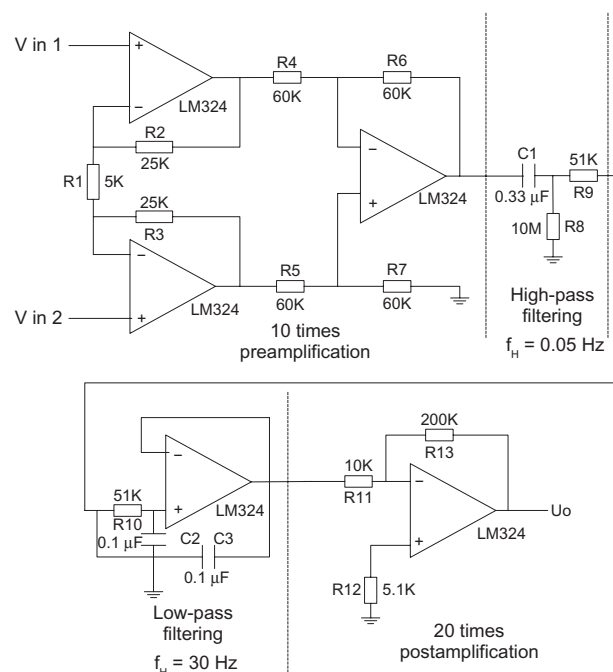 V in 1
+
−
LM324
R4
60K
R6
60K
R2
25K
R1
5K
25K
R3
−
+
LM324
−
+
LM324
C1
0.33 μF
51K
R9
10M
R8
V in 2
R5
60K
R7
60K
10 times
preamplification
High-pass
filtering
f_H = 0.05 Hz
−
+
LM324
51K
R10
0.1 μF
C2
C3
0.1 μF
Low-pass
filtering
f_H = 30 Hz
200K
R13
10K
R11
−
+
LM324
Uo
R12
5.1K
20 times
postamplification